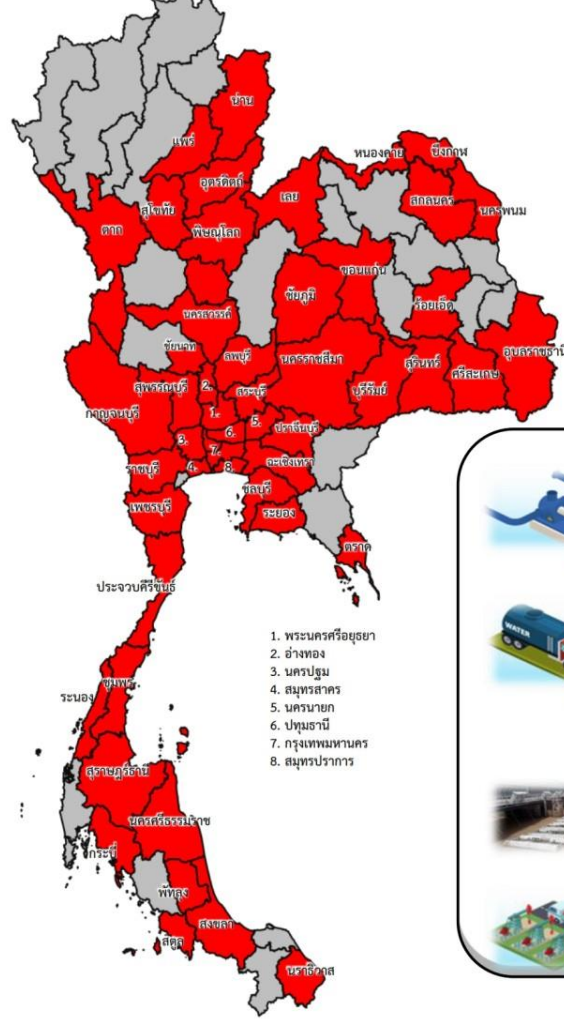 น่าน
แพร่
หนองคาย
บึงกาฬ
อุตรดิตถ์
เลย
สกลนคร
นครพนม
สุโขทัย
ตาก
พิษณุโลก
ขอนแก่น
ชัยภูมิ
ร้อยเอ็ด
นครสวรรค์
ชัยนาท
ลพบุรี
นครราชสีมา
อุบลราชธานี
สุรินทร์
ศรีสะเกษ
บุรีรัมย์
สุพรรณบุรี
2.
สระบุรี
กาญจนบุรี
1.
5.
ปราจีนบุรี
6.
3.
7.
ฉะเชิงเทรา
ราชบุรี
4.
8.
ชลบุรี
เพชรบุรี
ระยอง
ตราด
ประจวบคีรีขันธ์
WATER
1. พระนครศรีอยุธยา
2. อ่างทอง
3. นครปฐม
4. สมุทรสาคร
5. นครนายก
6. ปทุมธานี
7. กรุงเทพมหานคร
8. สมุทรปราการ
ชุมพร
ระนอง
สุราษฎร์ธานี
นครศรีธรรมราช
กระบี่
พัทลุง
สงขลา
สตูล
นราธิวาส